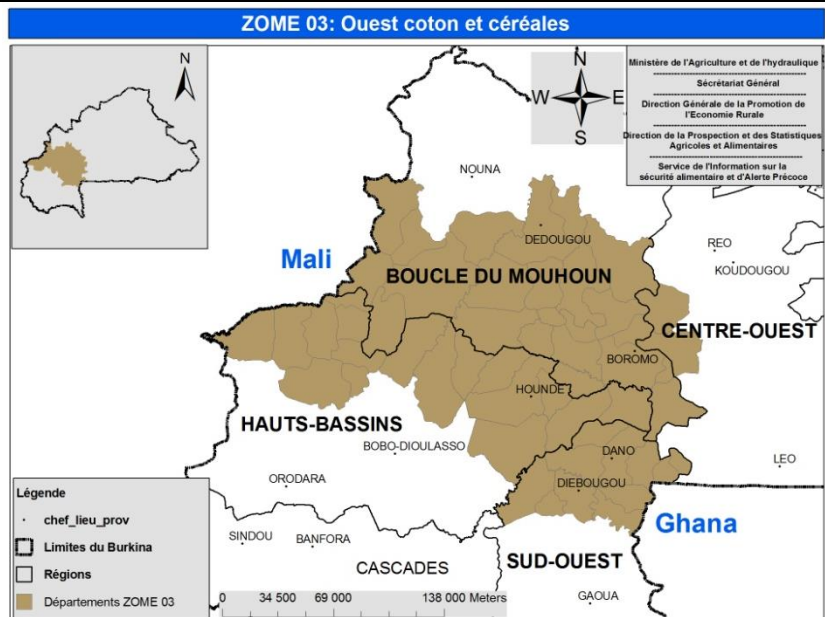 ZOME 03: Ouest coton et céréales
N
N
W
E
S
Ministère de l'Agriculture et de l'hydraulique
Sécrétariat Général
Direction Générale de la Promotion de
l'Economie Rurale
Direction de la Prospection et des Statistiques
Agricoles et Alimentaires
Service de l'Information sur la
sécurité alimentaire et d'Alerte Précoce
NOUNA
DEDOUGOU
REO
KOUDOUGOU
Mali
BOUCLE DU MOUHOUN
CENTRE-OUEST
BOROMO
HOUNDE
HAUTS-BASSINS
BOBO-DIOULASSO
DANO
LEO
ORODARA
DIEBOUGOU
Ghana
SINDOU
BANFORA
CASCADES
SUD-OUEST
GAOUA
Légende
chef_lieu_prov
Limites du Burkina
Régions
Départements ZOME 03
0 34 500 69 000 138 000 Meters